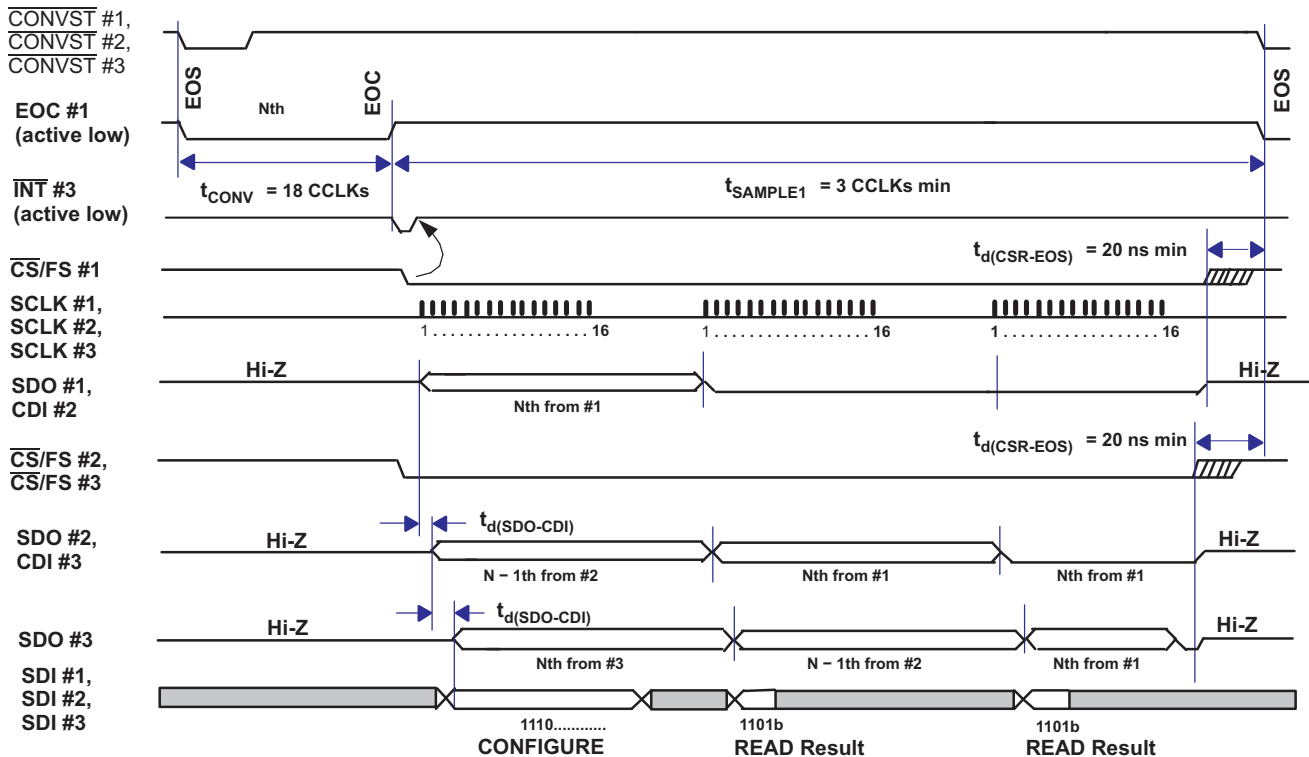 CONVST #1,
CONVST #2,
CONVST #3
EOS
EOC
EOS
EOC #1
(active low)
Nth
INT #3
(active low)
tCONV = 18 CCLKs
tSAMPLE1 = 3 CCLKs min
CS/FS #1
td(CSR-EOS) = 20 ns min
SCLK #1,
SCLK #2,
SCLK #3
1 . . . . . . . . . . . . . . . . . . 16
1 . . . . . . . . . . . . . . . . . . 16
1 . . . . . . . . . . . . . . . . . . 16
SDO #1,
CDI #2
Hi-Z
Nth from #1
Hi-Z
CS/FS #2,
CS/FS #3
td(CSR-EOS) = 20 ns min
SDO #2,
CDI #3
Hi-Z
td(SDO-CDI)
N − 1th from #2
Nth from #1
Nth from #1
Hi-Z
SDO #3
Hi-Z
td(SDO-CDI)
Nth from #3
N − 1th from #2
Nth from #1
Hi-Z
SDI #1,
SDI #2,
SDI #3
1110............
CONFIGURE
1101b
READ Result
1101b
READ Result